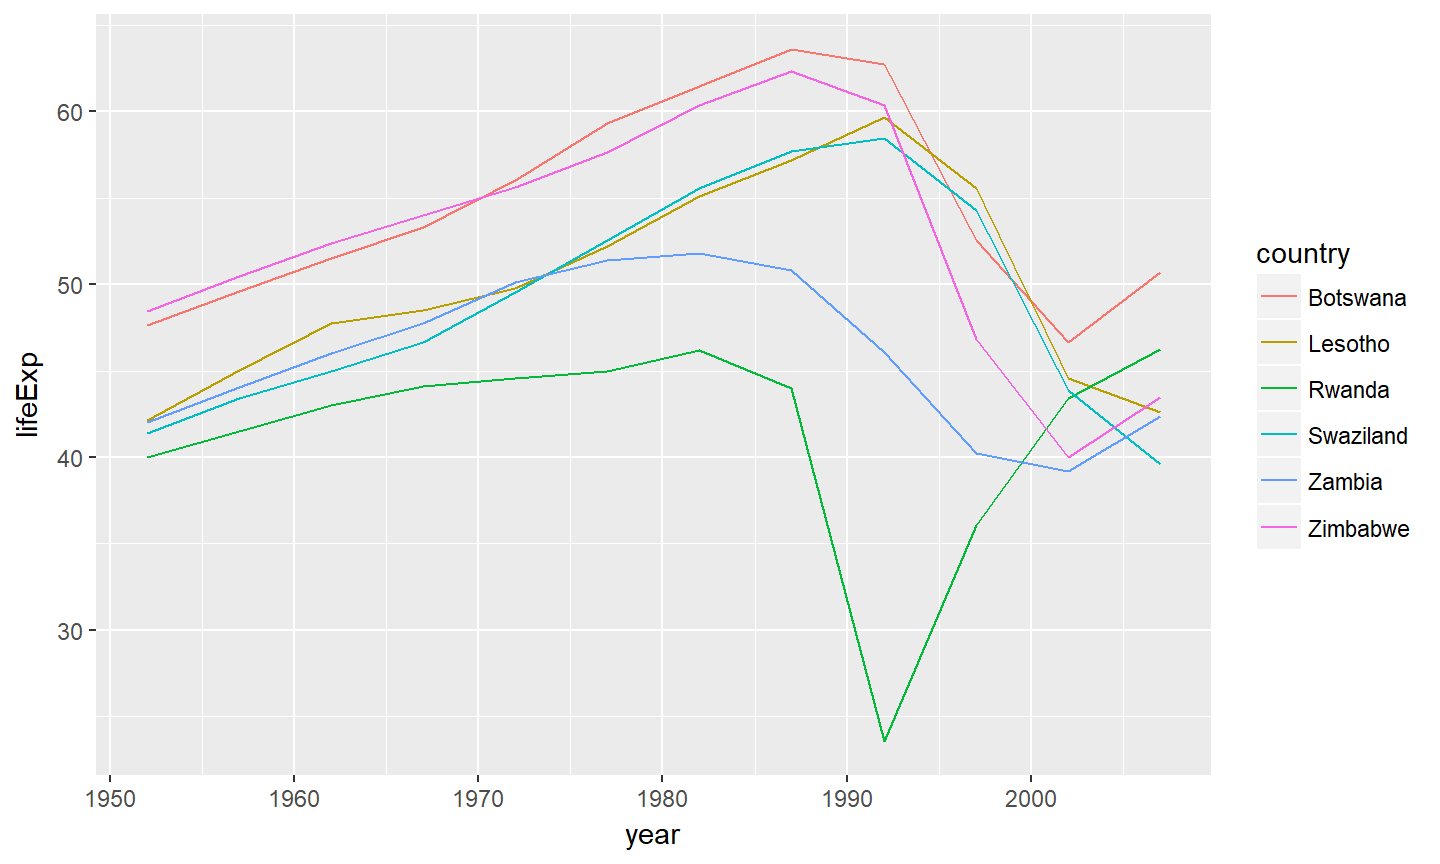 60
50
40
30
lifeExp
1950 1960 1970 1980 1990 2000
year
country
Botswana
Lesotho
Rwanda
Swaziland
Zambia
Zimbabwe